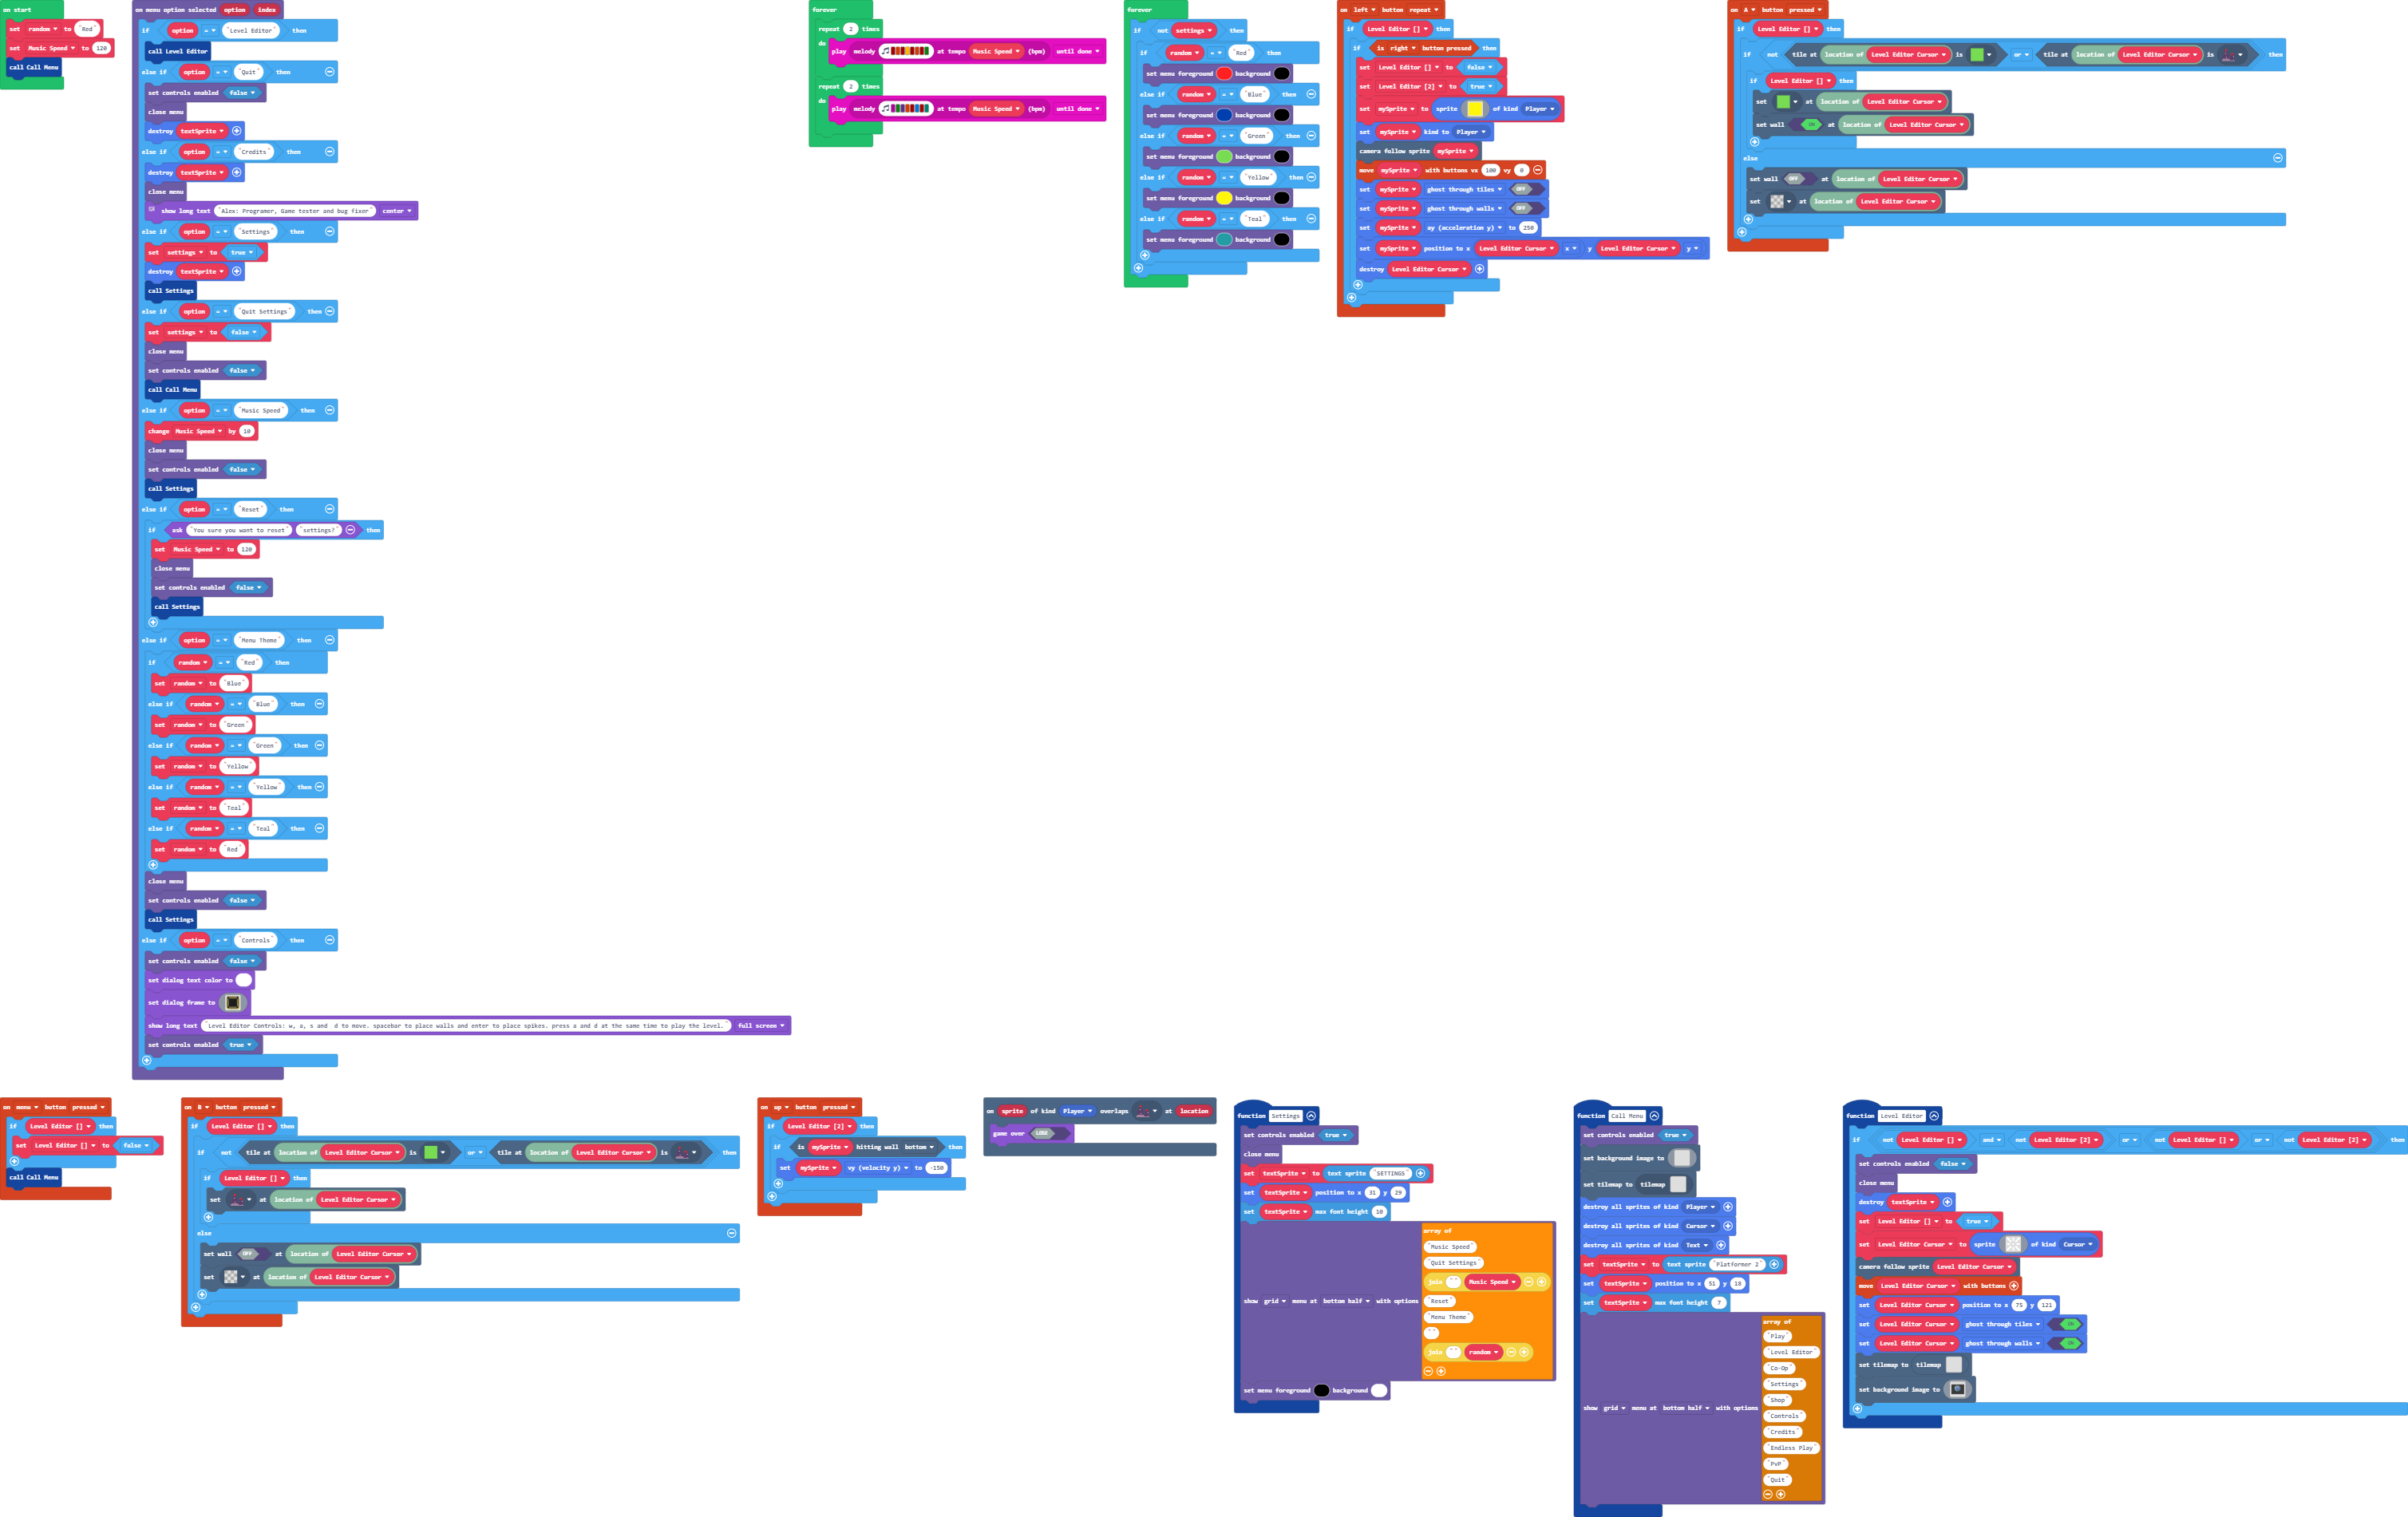 on start
set random to "Red"
set Music Speed to 120
call Call Menu
on menu option selected option index
if option = "Level Editor" then
call Level Editor
else if option = "Quit" then
set controls enabled false
close menu
destroy textSprite
else if option = "Credits" then
destroy textSprite
close menu
show long text "Alex: Programer, Game tester and bug fixer" center
else if option = "Settings" then
set settings to true
destroy textSprite
call Settings
else if option = "Quit Settings" then
set settings to false
close menu
set controls enabled false
call Call Menu
else if option = "Music Speed" then
change Music Speed by 10
close menu
set controls enabled false
call Settings
else if option = "Reset" then
if ask "You sure you want to reset" "settings?" then
set Music Speed to 120
close menu
set controls enabled false
call Settings
else if option = "Menu Theme" then
if random = "Red" then
set random to "Blue"
else if random = "Blue" then
set random to "Green"
else if random = "Green" then
set random to "Yellow"
else if random = "Yellow" then
set random to "Teal"
else if random = "Teal" then
set random to "Red"
close menu
set controls enabled false
call Settings
else if option = "Controls" then
set controls enabled false
set dialog text color to
set dialog frame to
show long text "Level Editor Controls: w, a, s and d to move. spacebar to place walls and enter to place spikes. press a and d at the same time to play the level." full screen
set controls enabled true
forever
repeat 2 times
do
play melody at tempo Music Speed (bpm) until done
repeat 2 times
do
play melody at tempo Music Speed (bpm) until done
forever
if not settings then
if random = "Red" then
set menu foreground background
else if random = "Blue" then
set menu foreground background
else if random = "Green" then
set menu foreground background
else if random = "Yellow" then
set menu foreground background
else if random = "Teal" then
set menu foreground background
on left button repeat
if Level Editor [] then
if is right button pressed then
set Level Editor [] to false
set Level Editor [2] to true
set mySprite to sprite of kind Player
set mySprite kind to Player
camera follow sprite mySprite
move mySprite with buttons vx 100 vy 0
set mySprite ghost through tiles OFF
set mySprite ghost through walls OFF
set mySprite ay (acceleration y) to 250
set mySprite position to x Level Editor Cursor x y Level Editor Cursor y
destroy Level Editor Cursor
on A button pressed
if Level Editor [] then
if not tile at location of Level Editor Cursor is or tile at location of Level Editor Cursor is then
if Level Editor [] then
set at location of Level Editor Cursor
set wall ON at location of Level Editor Cursor
else
set wall OFF at location of Level Editor Cursor
set at location of Level Editor Cursor
on menu button pressed
if Level Editor [] then
set Level Editor [] to false
call Call Menu
on B button pressed
if Level Editor [] then
if not tile at location of Level Editor Cursor is or tile at location of Level Editor Cursor is then
if Level Editor [] then
set at location of Level Editor Cursor
else
set wall OFF at location of Level Editor Cursor
set at location of Level Editor Cursor
on up button pressed
if Level Editor [2] then
if is mySprite hitting wall bottom then
set mySprite vy (velocity y) to -150
on sprite of kind Player overlaps at location
game over LOSE
function Settings
set controls enabled true
close menu
set textSprite to text sprite "SETTINGS"
set textSprite position to x 31 y 29
set textSprite max font height 10
show grid menu at bottom half with options
array of
"Music Speed"
"Quit Settings"
join " " Music Speed
"Reset"
"Menu Theme"
" "
join " " random
set menu foreground background
function Call Menu
set controls enabled true
set background image to
set tilemap to tilemap
destroy all sprites of kind Player
destroy all sprites of kind Cursor
destroy all sprites of kind Text
set textSprite to text sprite "Platformer 2"
set textSprite position to x 51 y 18
set textSprite max font height 7
show grid menu at bottom half with options
array of
"Play"
"Level Editor"
"Co-Op"
"Settings"
"Shop"
"Controls"
"Credits"
"Endless Play"
"PvP"
"Quit"
function Level Editor
if not Level Editor [] and not Level Editor [2] or not Level Editor [] or not Level Editor [2] then
set controls enabled false
close menu
destroy textSprite
set Level Editor [] to true
set Level Editor Cursor to sprite of kind Cursor
camera follow sprite Level Editor Cursor
move Level Editor Cursor with buttons
set Level Editor Cursor position to x 75 y 121
set Level Editor Cursor ghost through tiles ON
set Level Editor Cursor ghost through walls ON
set tilemap to tilemap
set background image to